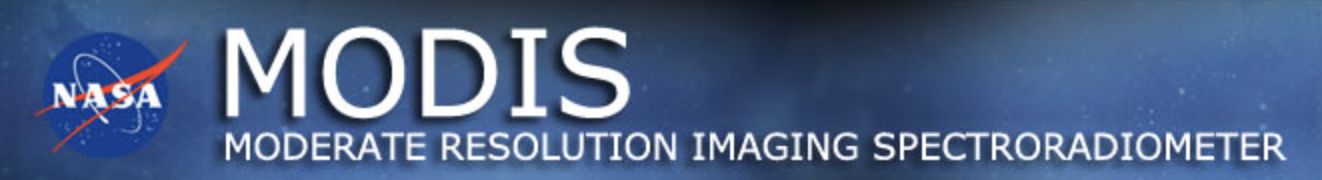 NASA
MODIS
MODERATE RESOLUTION IMAGING SPECTRORADIOMETER